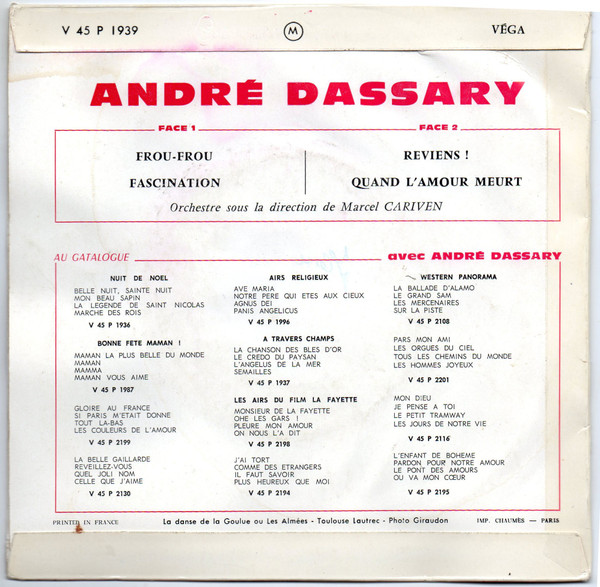 V 45 P 1939 M VÉGA
ANDRÉ DASSARY
FACE 1
FROU-FROU
FASCINATION
FACE 2
REVIENS !
QUAND L'AMOUR MEURT
Orchestre sous la direction de Marcel CARIVEN
AU GATALOGUE avec ANDRÉ DASSARY
NUIT DE NOEL
BELLE NUIT, SAINTE NUIT
MON BEAU SAPIN
LA LEGENDE DE SAINT NICOLAS
MARCHE DES ROIS
V 45 P 1936
BONNE FETE MAMAN !
MAMAN LA PLUS BELLE DU MONDE
MAMAN
MAMMA
MAMAN VOUS AIME
V 45 P 1987
GLOIRE AU FRANCE
SI PARIS M'ETAIT DONNE
TOUT LA-BAS
LES COULEURS DE L'AMOUR
V 45 P 2199
LA BELLE GAILLARDE
REVEILLEZ-VOUS
QUEL JOLI NOM
CELLE QUE J'AIME
V 45 P 2130
AIRS RELIGIEUX
AVE MARIA
NOTRE PERE QUI ETES AUX CIEUX
AGNUS DEI
PANIS ANGELICUS
V 45 P 1996
A TRAVERS CHAMPS
LA CHANSON DES BLES D'OR
LE CREDO DU PAYSAN
L'ANGELUS DE LA MER
SEMAILLES
V 45 P 1937
LES AIRS DU FILM LA FAYETTE
MONSIEUR DE LA FAYETTE
OHE LES GARS !
PLEURE MON AMOUR
ON NOUS L'A DIT
V 45 P 2198
J'AI TORT
COMME DES ETRANGERS
IL FAUT SAVOIR
PLUS HEUREUX QUE MOI
V 45 P 2194
WESTERN PANORAMA
LA BALLADE D'ALAMO
LE GRAND SAM
LES MERCENAIRES
SUR LA PISTE
V 45 P 2108
PARS MON AMI
LES ORGUES DU CIEL
TOUS LES CHEMINS DU MONDE
LES HOMMES JOYEUX
V 45 P 2201
MON DIEU
JE PENSE A TOI
LE PETIT TRAMWAY
LES JOURS DE NOTRE VIE
V 45 P 2116
L'ENFANT DE BOHEME
PARDON POUR NOTRE AMOUR
LE PONT DES AMOURS
OU VA MON CŒUR
V 45 P 2195
PRINTED IN FRANCE La danse de la Goulue ou Les Almées - Toulouse Lautrec - Photo Giraudon IMP. CHAUMÈS — PARIS